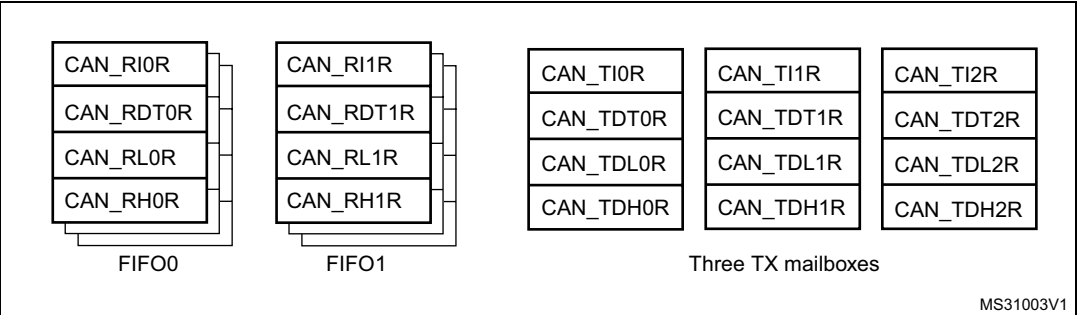 CAN_RI0R
CAN_RDT0R
CAN_RL0R
CAN_RH0R
FIFO0
CAN_RI1R
CAN_RDT1R
CAN_RL1R
CAN_RH1R
FIFO1
CAN_TI0R
CAN_TDT0R
CAN_TDL0R
CAN_TDH0R
CAN_TI1R
CAN_TDT1R
CAN_TDL1R
CAN_TDH1R
CAN_TI2R
CAN_TDT2R
CAN_TDL2R
CAN_TDH2R
Three TX mailboxes
MS31003V1